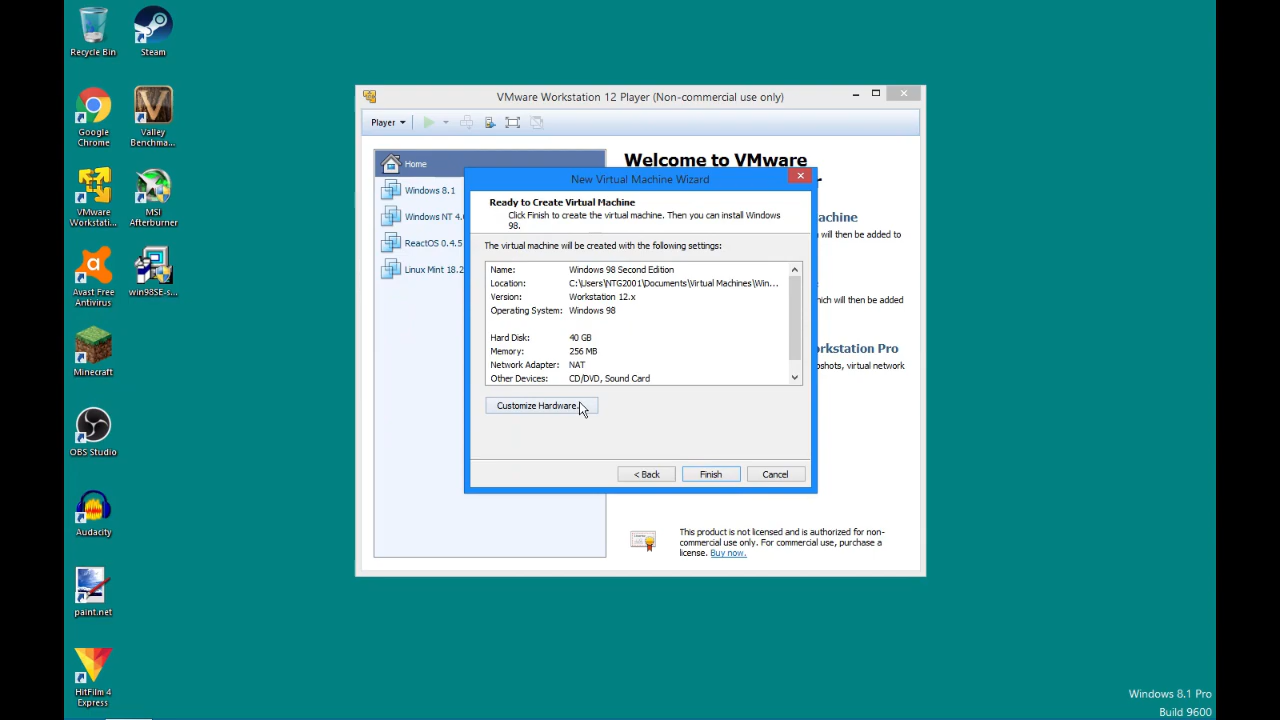 Recycle Bin
Steam
Google
Chrome
Valley
Benchma...
VMware
Workstati...
MSI
Afterburner
Avast Free
Antivirus
win98SE-s...
Minecraft
OBS Studio
Audacity
paint.net
HitFilm 4
Express
VMware Workstation 12 Player (Non-commercial use only)
Player
Home
Windows 8.1
Windows NT 4.0
ReactOS 0.4.5
Linux Mint 18.2
Welcome to VMware
achine
will then be added to
hich will then be added
rkstation Pro
shots, virtual network
This product is not licensed and is authorized for non-
commercial use only. For commercial use, purchase a
license. Buy now.
New Virtual Machine Wizard
Ready to Create Virtual Machine
Click Finish to create the virtual machine. Then you can install Windows
98.
The virtual machine will be created with the following settings:
Name: Windows 98 Second Edition
Location: C:\Users\NTG2001\Documents\Virtual Machines\Win...
Version: Workstation 12.x
Operating System: Windows 98
Hard Disk: 40 GB
Memory: 256 MB
Network Adapter: NAT
Other Devices: CD/DVD, Sound Card
Customize Hardware...
< Back
Finish
Cancel
Windows 8.1 Pro
Build 9600